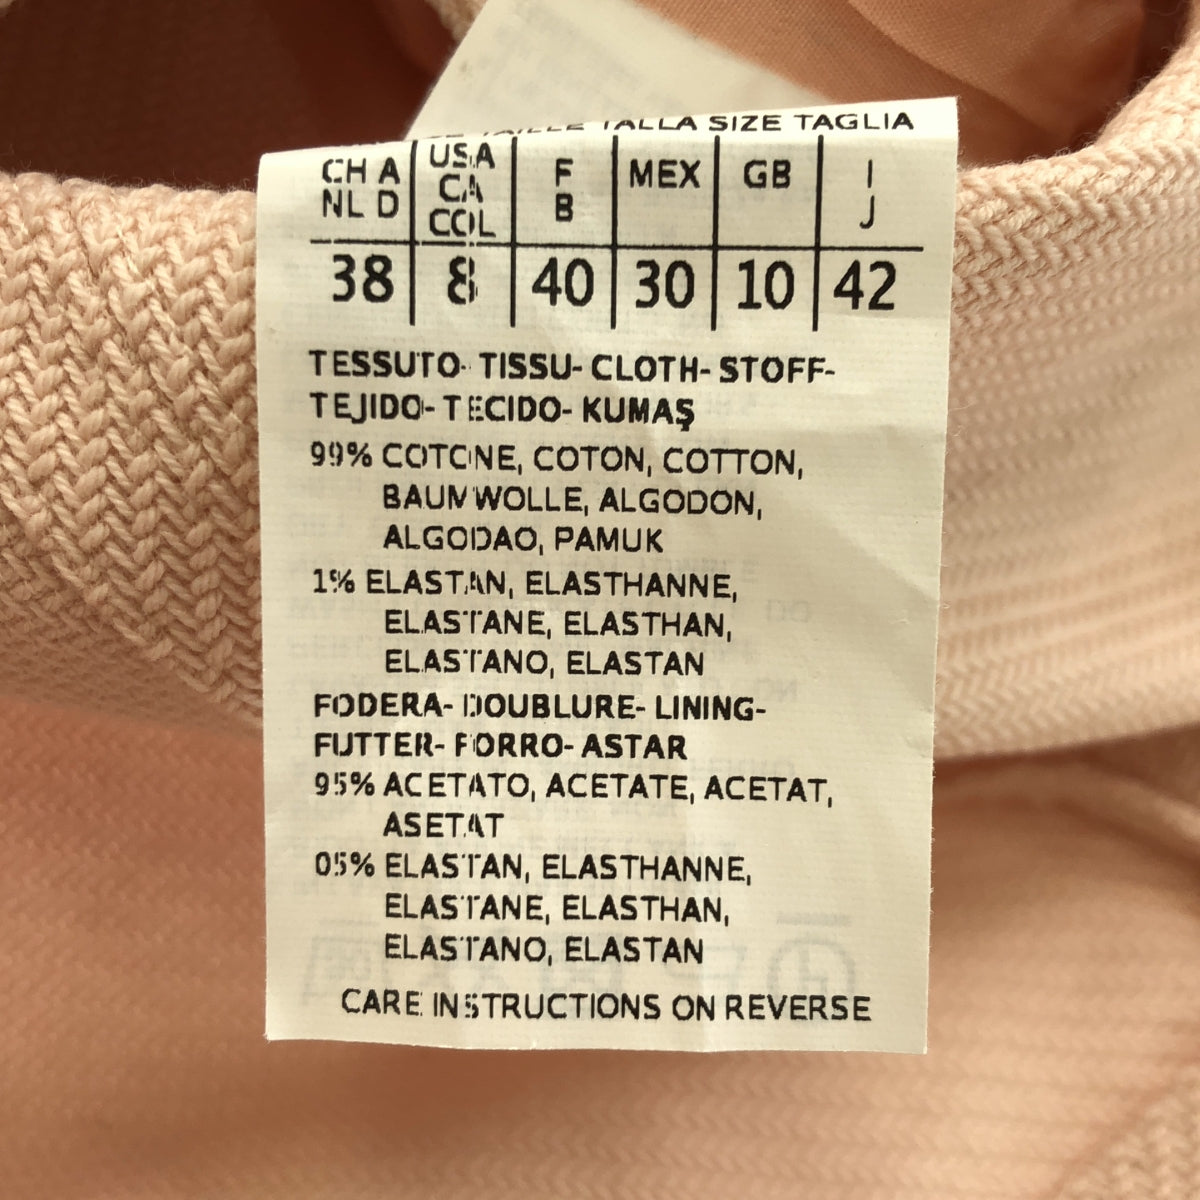 TAILLE TALLA SIZE TAGLIA
CH A NL D USA CA COL F B MEX GB I J
38 8 40 30 10 42
TESSUTO- TISSU- CLOTH- STOFF-
TEJIDO- TECIDO- KUMAŞ
99% COTONE, COTON, COTTON,
BAUMWOLLE, ALGODON,
ALGODAO, PAMUK
1% ELASTAN, ELASTHANNE,
ELASTANE, ELASTHAN,
ELASTANO, ELASTAN
FODERA- DOUBLURE- LINING-
FUTTER- FORRO- ASTAR
95% ACETATO, ACETATE, ACETAT,
ASETAT
05% ELASTAN, ELASTHANNE,
ELASTANE, ELASTHAN,
ELASTANO, ELASTAN
CARE INSTRUCTIONS ON REVERSE